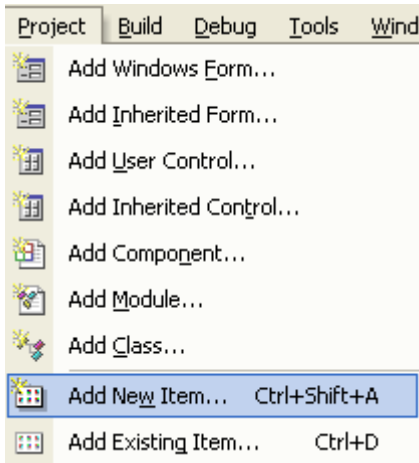 Project Build Debug Tools Wind
Add Windows Form...
Add Inherited Form...
Add User Control...
Add Inherited Control...
Add Component...
Add Module...
Add Class...
Add New Item... Ctrl+Shift+A
Add Existing Item... Ctrl+D